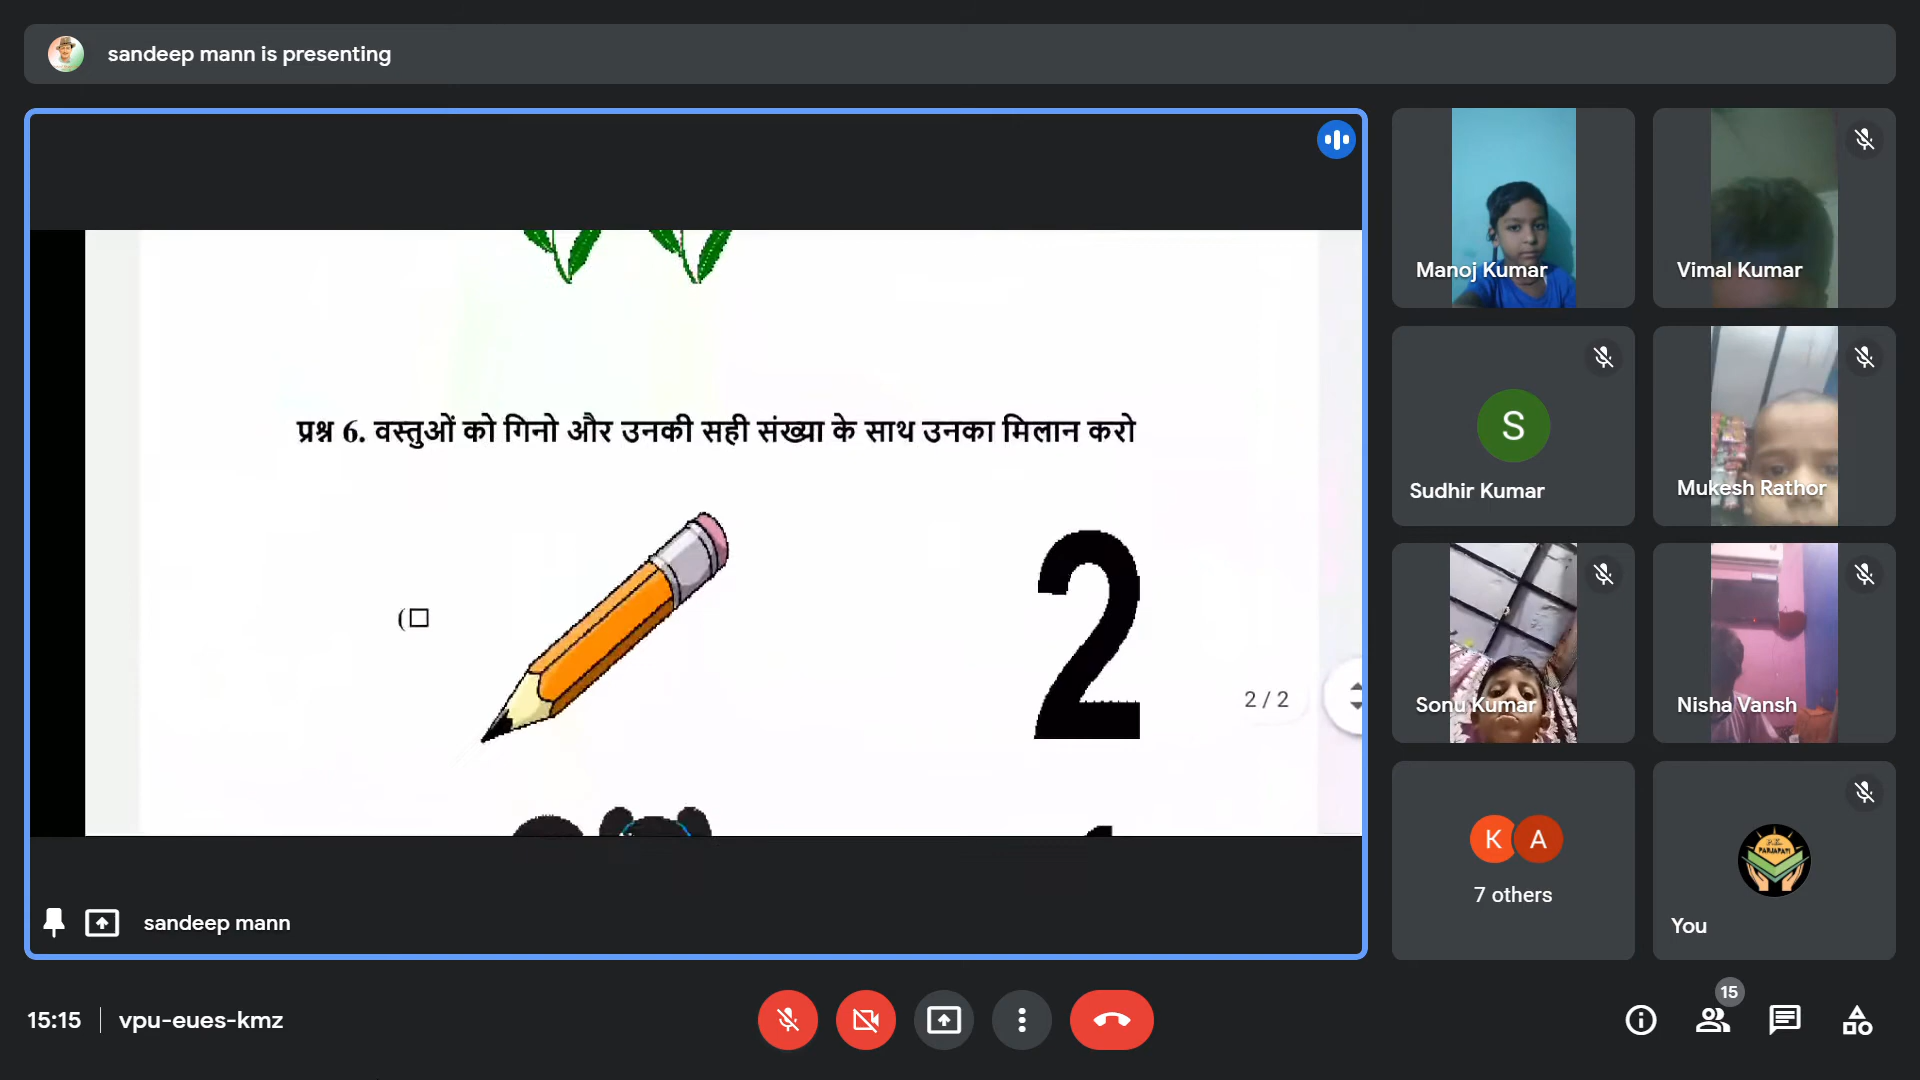 sandeep mann is presenting
प्रश्न 6. वस्तुओं को गिनो और उनकी सही संख्या के साथ उनका मिलान करो
(□
2
2 / 2
sandeep mann
Manoj Kumar
Vimal Kumar
S
Sudhir Kumar
Mukesh Rathor
Sonu Kumar
Nisha Vansh
K A
7 others
PARJAPATI
You
15:15
vpu-eues-kmz
15